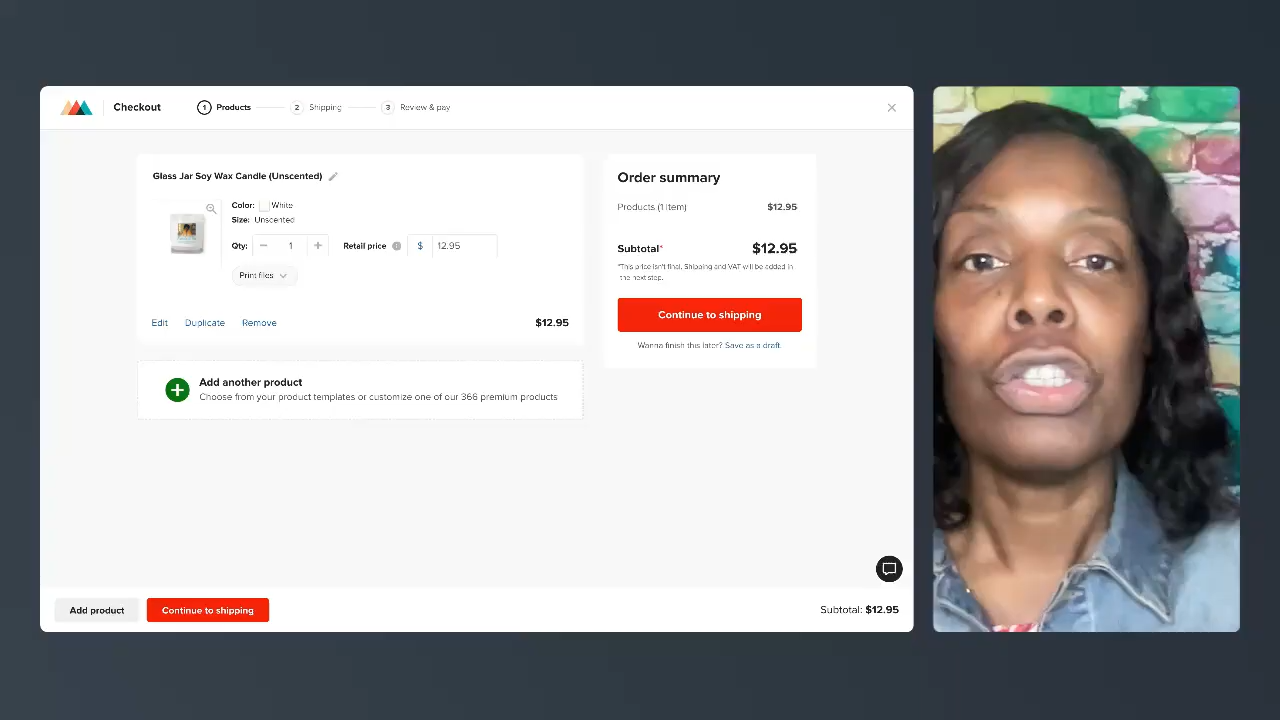 Checkout
1 Products
2 Shipping
3 Review & pay
Glass Jar Soy Wax Candle (Unscented)
Color: White
Size: Unscented
Qty: 1
Retail price $ 12.95
Print files
Edit Duplicate Remove $12.95
Add another product
Choose from your product templates or customize one of our 366 premium products
Order summary
Products (1 item) $12.95
Subtotal* $12.95
*This price isn't final. Shipping and VAT will be added in
the next step.
Continue to shipping
Wanna finish this later? Save as a draft.
Add product Continue to shipping Subtotal: $12.95